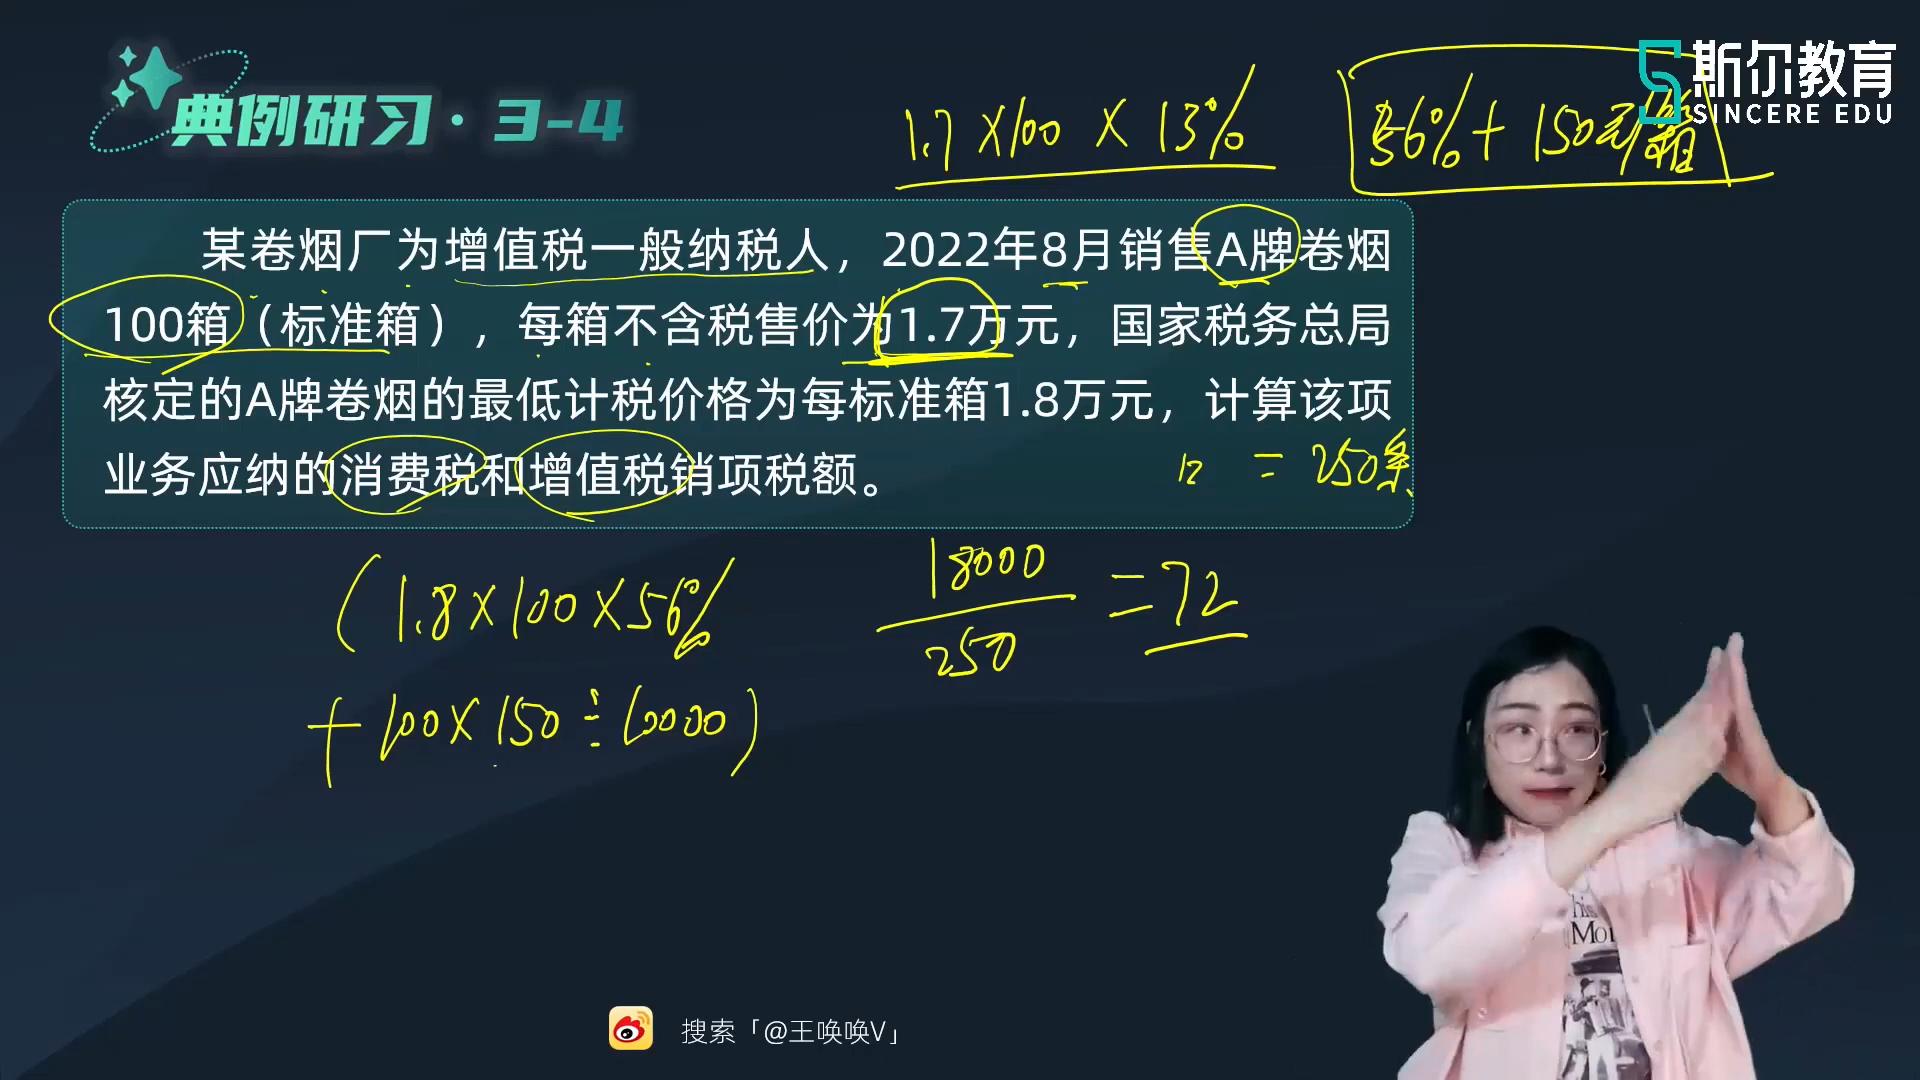 典例研习·3-4
1.7×100×13%
56%+150元/箱
斯尔教育
SINCERE EDU
某卷烟厂为增值税一般纳税人，2022年8月销售A牌卷烟
100箱（标准箱），每箱不含税售价为1.7万元，国家税务总局
核定的A牌卷烟的最低计税价格为每标准箱1.8万元，计算该项
业务应纳的消费税和增值税销项税额。
= 250条
(1.8×100×56%
+100×150÷10000)
18000
250
=72
搜索「@王唤唤V」